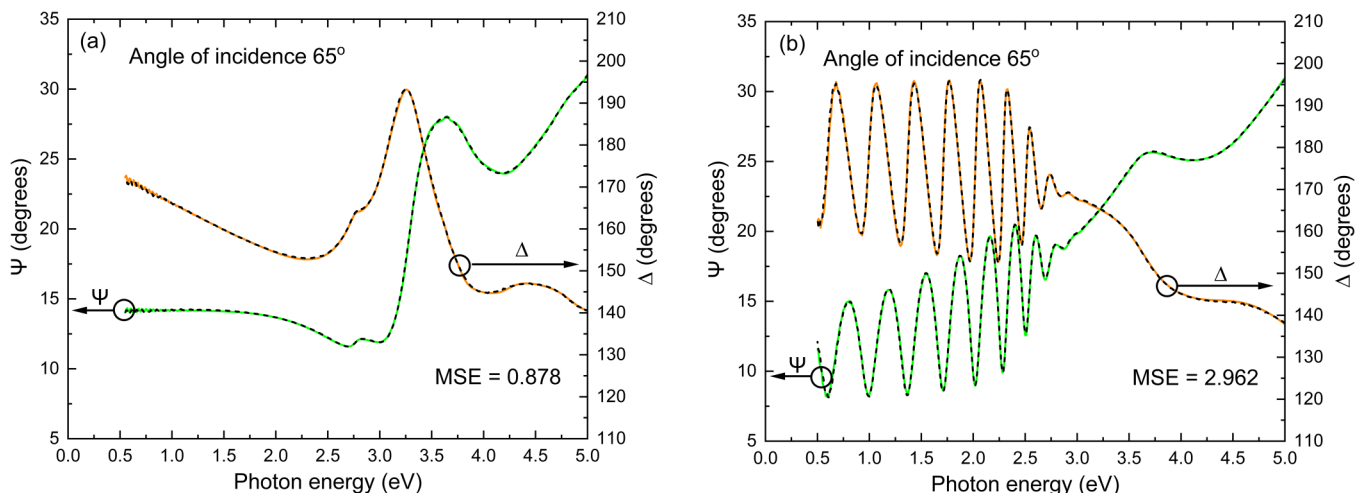 (a)
Angle of incidence 65°
Ψ (degrees)
35
30
25
20
15
10
5
Δ
Ψ
MSE = 0.878
210
200
190
180
170
160
150
140
130
120
110
Δ (degrees)
0.0 0.5 1.0 1.5 2.0 2.5 3.0 3.5 4.0 4.5 5.0
Photon energy (eV)
(b)
Angle of incidence 65°
Ψ (degrees)
35
30
25
20
15
10
5
Δ
Ψ
MSE = 2.962
210
200
190
180
170
160
150
140
130
120
110
Δ (degrees)
0.0 0.5 1.0 1.5 2.0 2.5 3.0 3.5 4.0 4.5 5.0
Photon energy (eV)